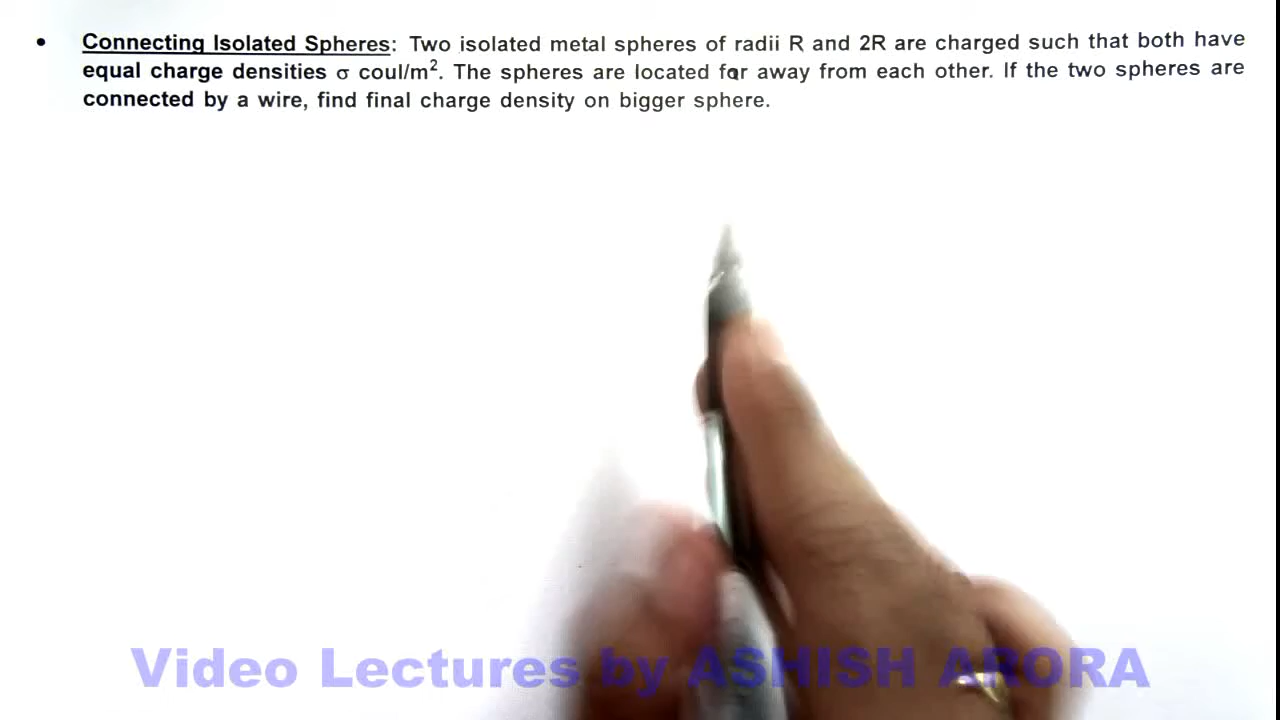 • Connecting Isolated Spheres: Two isolated metal spheres of radii R and 2R are charged such that both have
equal charge densities σ coul/m². The spheres are located far away from each other. If the two spheres are
connected by a wire, find final charge density on bigger sphere.
Video Lectures by ASHISH ARORA